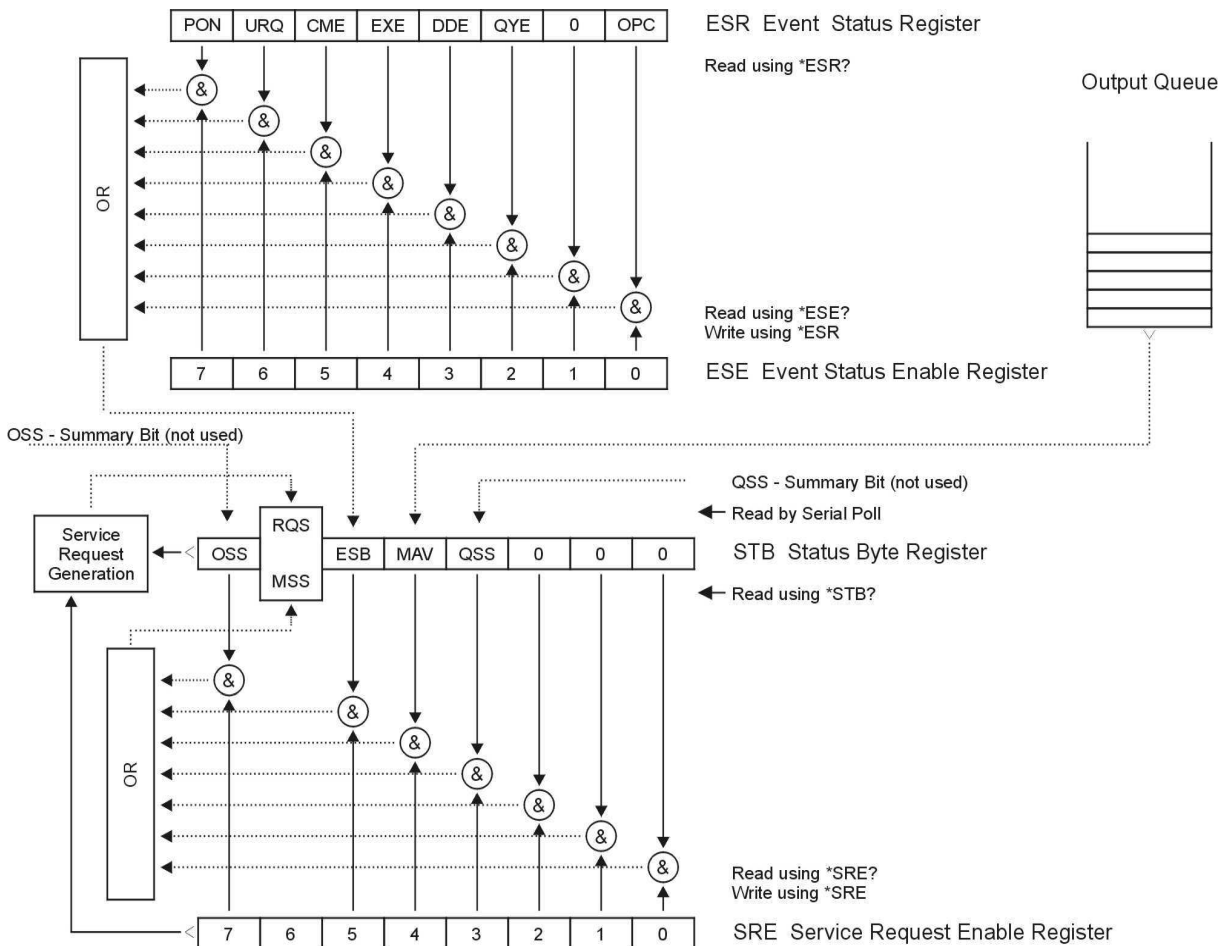 PON URQ CME EXE DDE QYE 0 OPC ESR Event Status Register
Read using *ESR?
Output Queue
&
&
&
&
&
&
&
&
OR
Read using *ESE?
Write using *ESR
7 6 5 4 3 2 1 0 ESE Event Status Enable Register
OSS - Summary Bit (not used)
QSS - Summary Bit (not used)
Read by Serial Poll
Service
Request
Generation
RQS
MSS
OSS ESB MAV QSS 0 0 0 STB Status Byte Register
Read using *STB?
&
&
&
&
&
&
&
OR
Read using *SRE?
Write using *SRE
7 6 5 4 3 2 1 0 SRE Service Request Enable Register